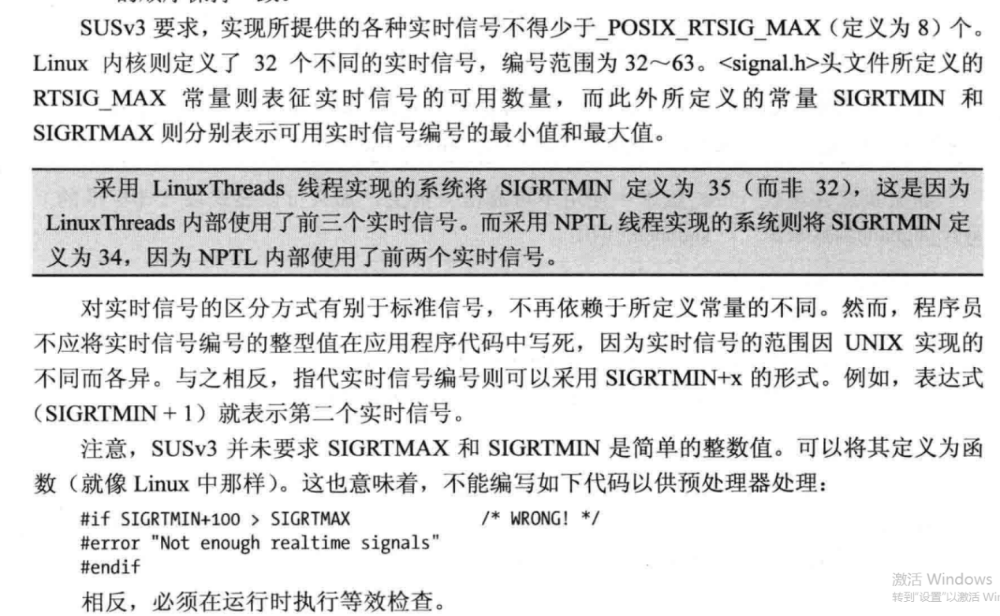 SUSv3 要求，实现所提供的各种实时信号不得少于_POSIX_RTSIG_MAX（定义为 8）个。
Linux 内核则定义了 32 个不同的实时信号，编号范围为 32～63。<signal.h>头文件所定义的
RTSIG_MAX 常量则表征实时信号的可用数量，而此外所定义的常量 SIGRTMIN 和
SIGRTMAX 则分别表示可用实时信号编号的最小值和最大值。
采用 LinuxThreads 线程实现的系统将 SIGRTMIN 定义为 35（而非 32），这是因为
LinuxThreads 内部使用了前三个实时信号。而采用 NPTL 线程实现的系统则将 SIGRTMIN 定
义为 34，因为 NPTL 内部使用了前两个实时信号。
对实时信号的区分方式有别于标准信号，不再依赖于所定义常量的不同。然而，程序员
不应将实时信号编号的整型值在应用程序代码中写死，因为实时信号的范围因 UNIX 实现的
不同而各异。与之相反，指代实时信号编号则可以采用 SIGRTMIN+x 的形式。例如，表达式
（SIGRTMIN + 1）就表示第二个实时信号。
注意，SUSv3 并未要求 SIGRTMAX 和 SIGRTMIN 是简单的整数值。可以将其定义为函
数（就像 Linux 中那样）。这也意味着，不能编写如下代码以供预处理器处理：
#if SIGRTMIN+100 > SIGRTMAX /* WRONG! */
#error "Not enough realtime signals"
#endif
相反，必须在运行时执行等效检查。
激活 Windows
转到"设置"以激活 Wi